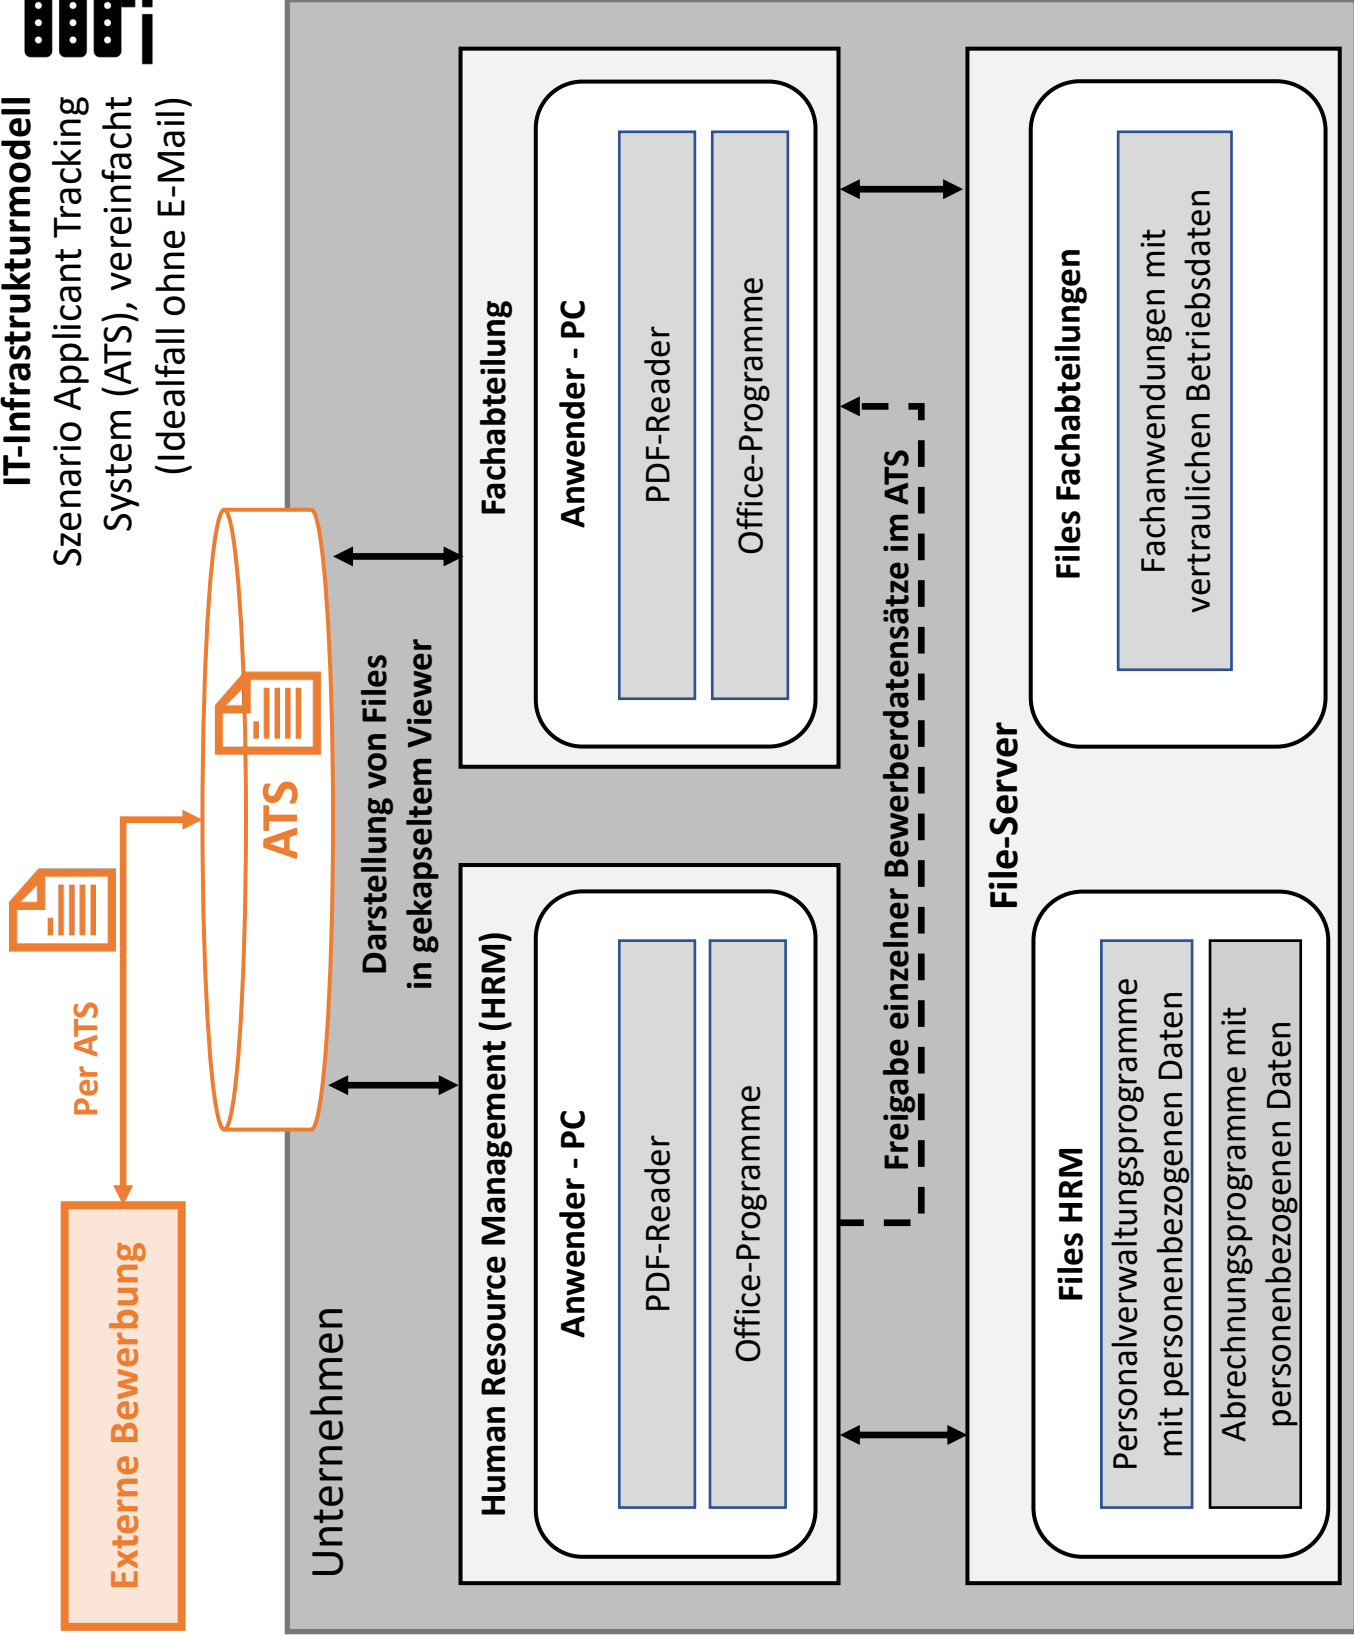 IT-Infrastrukturmodell
Szenario Applicant Tracking
System (ATS), vereinfacht
(Idealfall ohne E-Mail)
Externe Bewerbung
Per ATS
ATS
Unternehmen
Darstellung von Files
in gekapseltem Viewer
Human Resource Management (HRM)
Anwender - PC
PDF-Reader
Office-Programme
Fachabteilung
Anwender - PC
PDF-Reader
Office-Programme
Freigabe einzelner Bewerberdatensätze im ATS
File-Server
Files HRM
Personalverwaltungsprogramme
mit personenbezogenen Daten
Abrechnungsprogramme mit
personenbezogenen Daten
Files Fachabteilungen
Fachanwendungen mit
vertraulichen Betriebsdaten